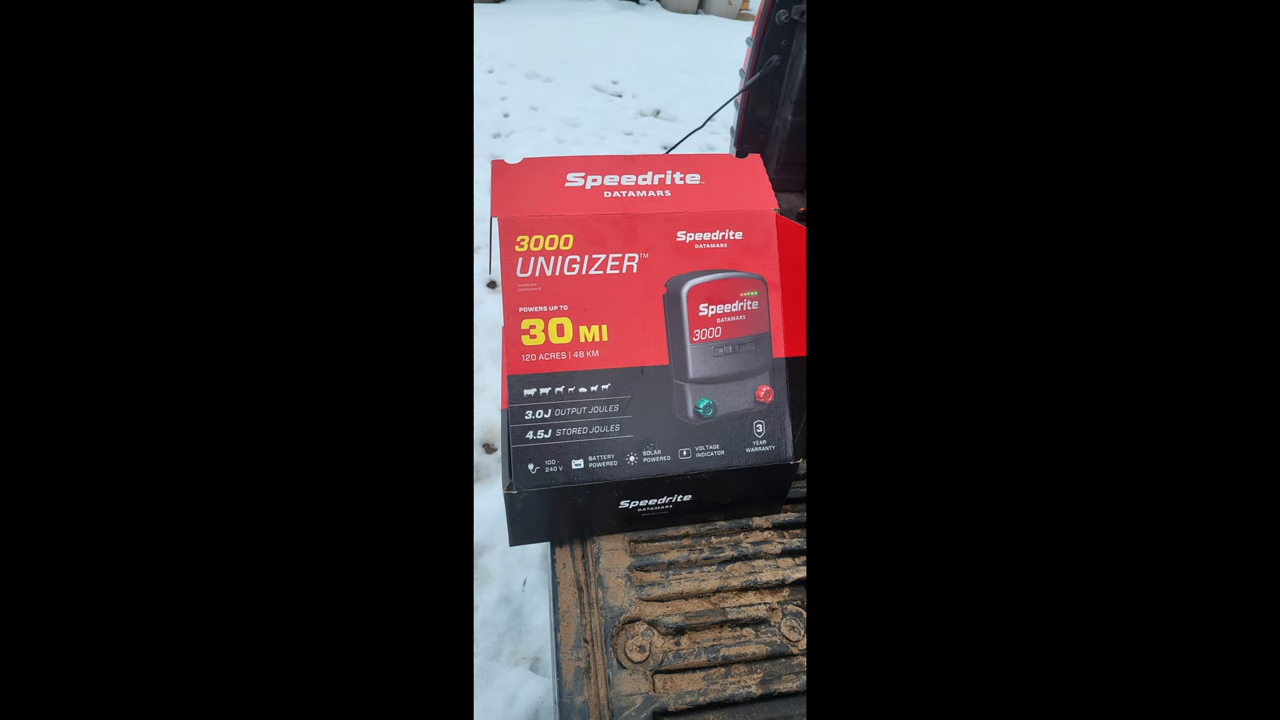 Speedrite™
DATAMARS
3000
UNIGIZER™
Speedrite
DATAMARS
POWERS UP TO
30 MI
120 ACRES | 48 KM
Speedrite
DATAMARS
3000
3.0J OUTPUT JOULES
4.5J STORED JOULES
100 -
240 V
BATTERY
POWERED
SOLAR
POWERED
VOLTAGE
INDICATOR
3
YEAR
WARRANTY
Speedrite
DATAMARS